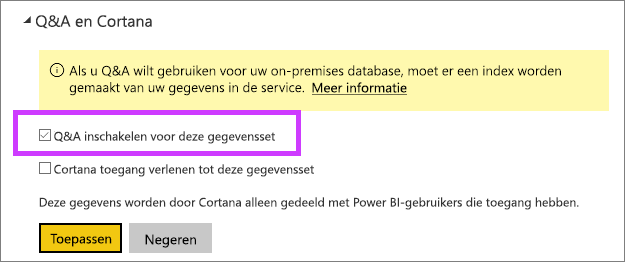 Q&A en Cortana
Als u Q&A wilt gebruiken voor uw on-premises database, moet er een index worden
gemaakt van uw gegevens in de service. Meer informatie
Q&A inschakelen voor deze gegevensset
Cortana toegang verlenen tot deze gegevensset
Deze gegevens worden door Cortana alleen gedeeld met Power BI-gebruikers die toegang hebben.
Toepassen Negeren